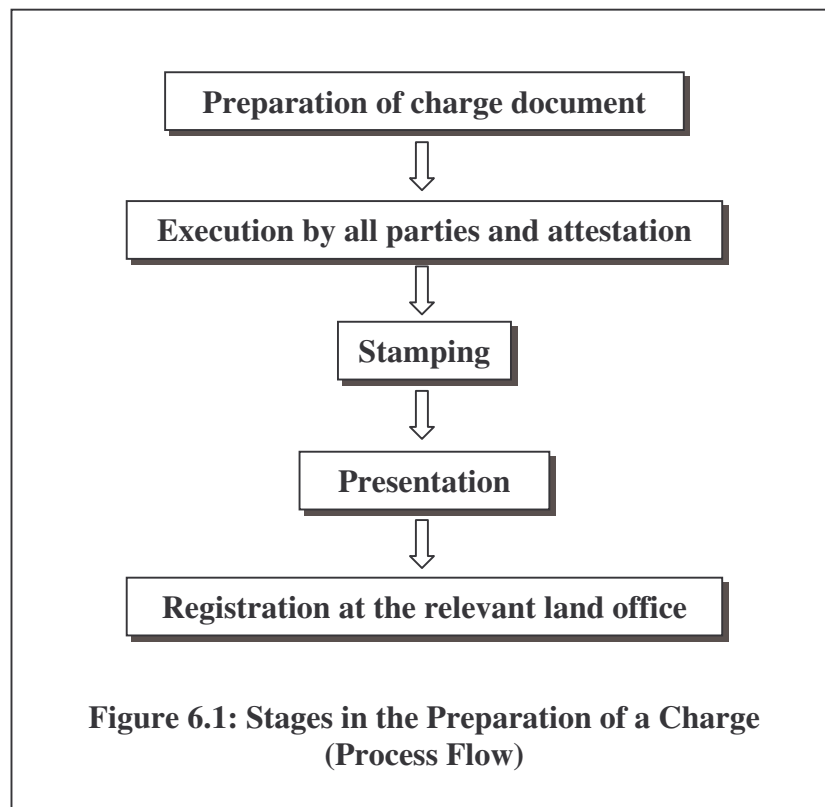 Preparation of charge document
Execution by all parties and attestation
Stamping
Presentation
Registration at the relevant land office
Figure 6.1: Stages in the Preparation of a Charge
(Process Flow)